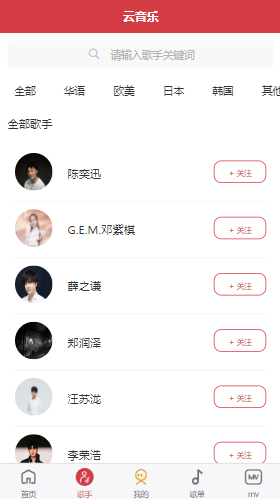 云音乐
请输入歌手关键词
全部 华语 欧美 日本 韩国 其他
全部歌手
陈奕迅 + 关注
G.E.M.邓紫棋 + 关注
薛之谦 + 关注
郑润泽 + 关注
汪苏泷 + 关注
李荣浩 + 关注
MV
首页 歌手 我的 歌单 mv